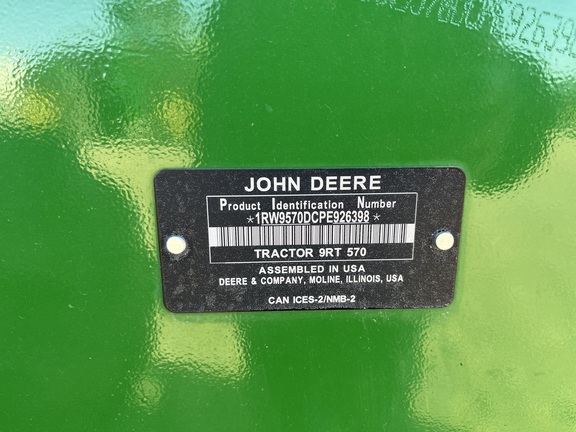 JOHN DEERE
Product Identification Number
*1RW9570DCPE926398*
TRACTOR 9RT 570
ASSEMBLED IN USA
DEERE & COMPANY, MOLINE, ILLINOIS, USA
CAN ICES-2/NMB-2